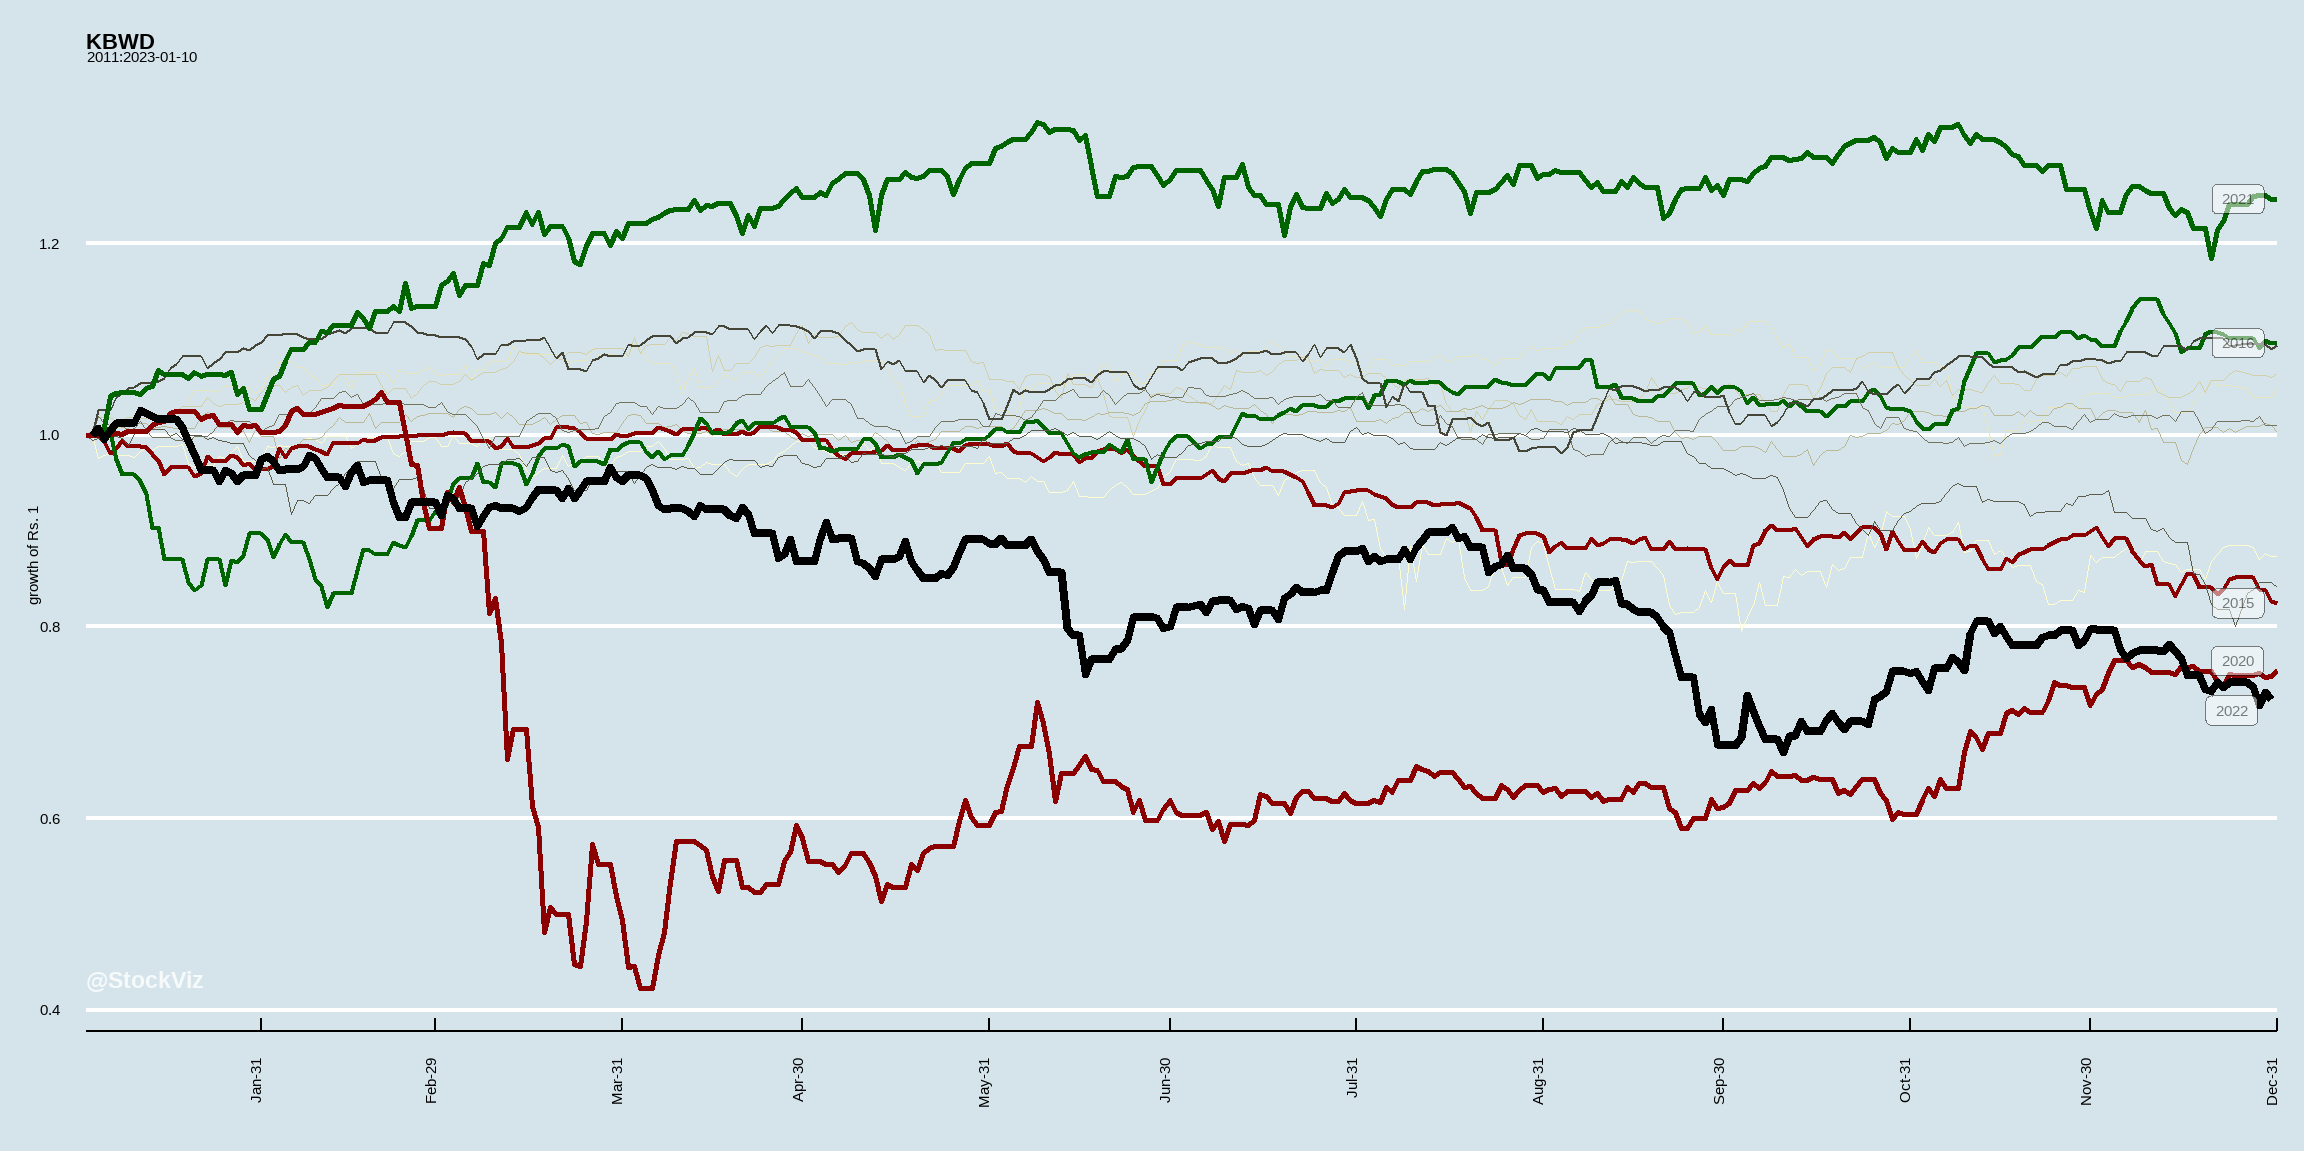 KBWD
2011:2023-01-10
growth of Rs. 1
1.2
1.0
0.8
0.6
0.4
2021
2016
2015
2020
2022
@StockViz
Jan-31
Feb-29
Mar-31
Apr-30
May-31
Jun-30
Jul-31
Aug-31
Sep-30
Oct-31
Nov-30
Dec-31